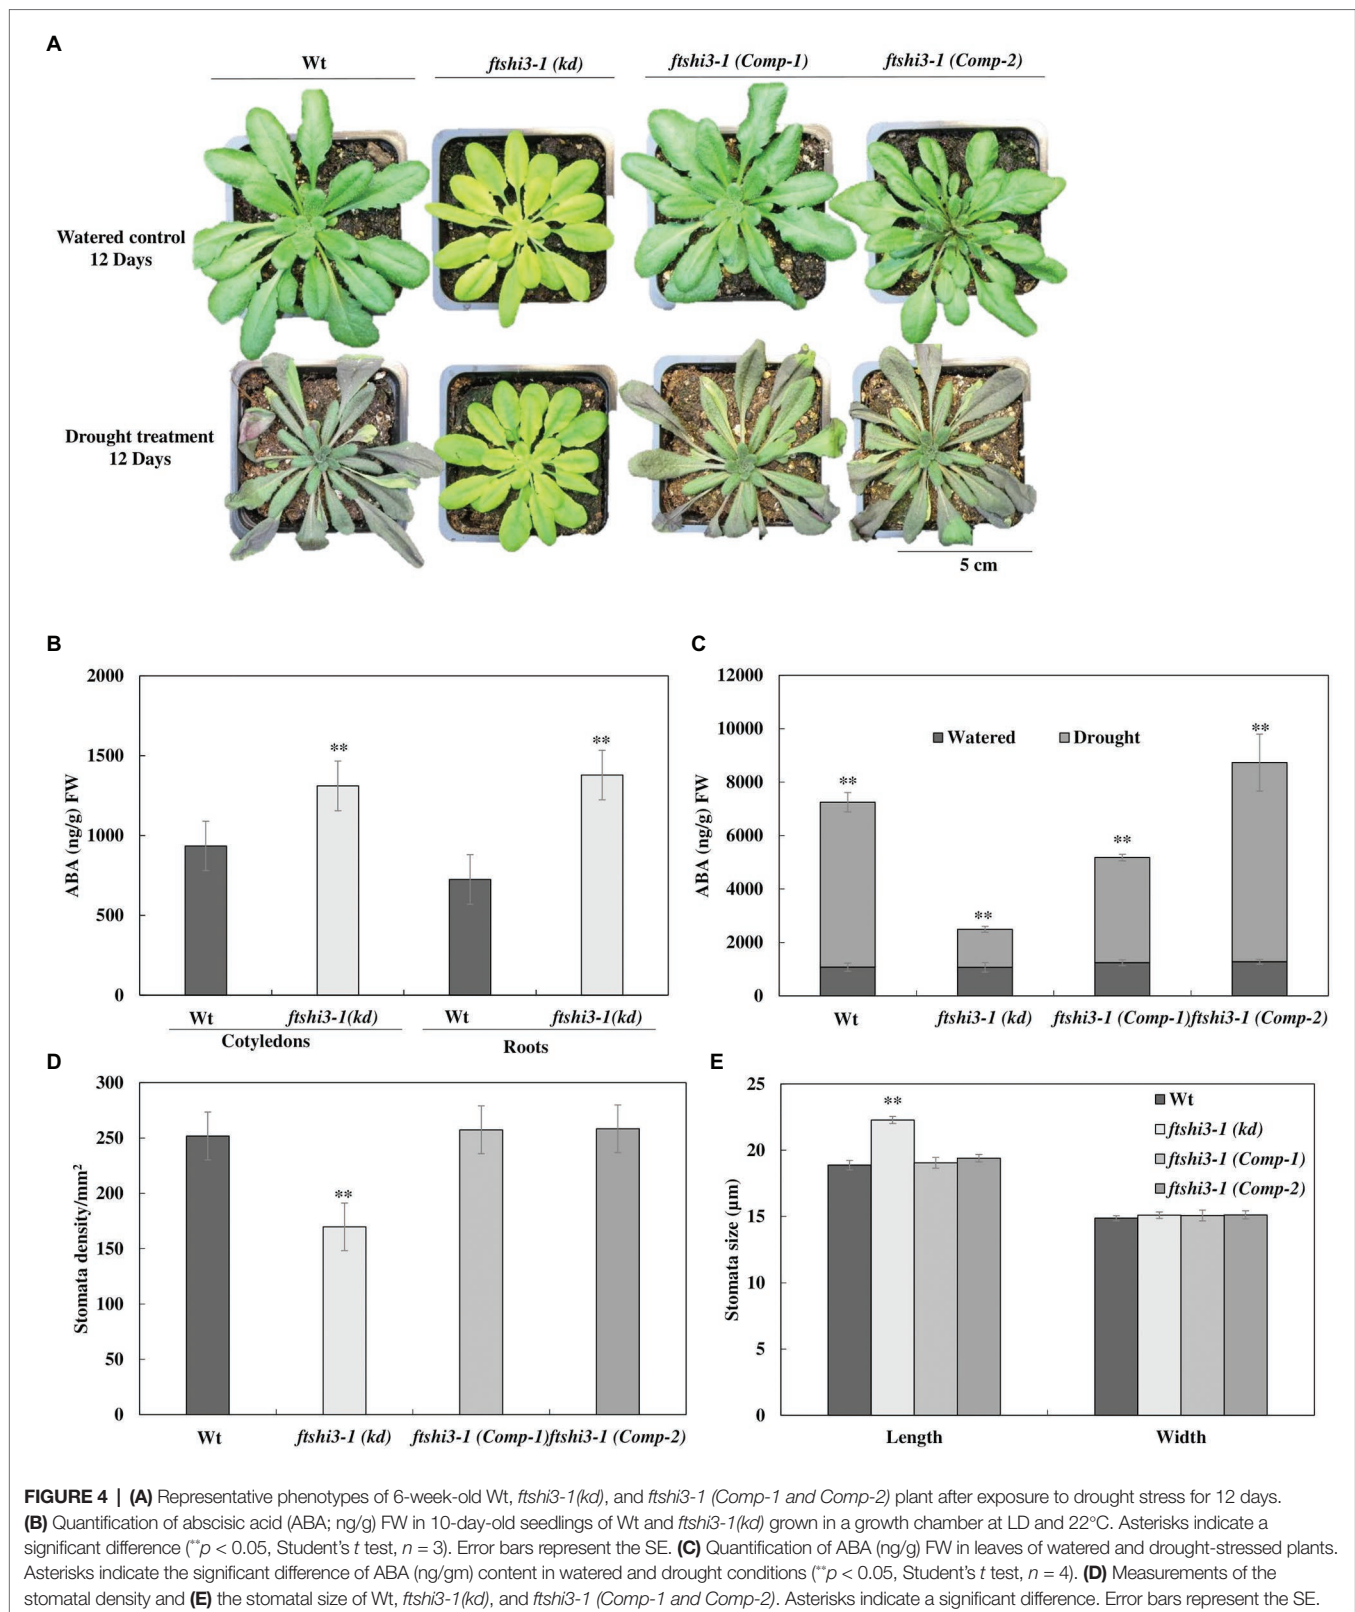 A
Wt
ftshi3-1 (kd)
ftshi3-1 (Comp-1)
ftshi3-1 (Comp-2)
Watered control
12 Days
Drought treatment
12 Days
5 cm
B
2000
1500
1000
500
0
ABA (ng/g) FW
**
**
Wt
ftshi3-1(kd)
Wt
ftshi3-1(kd)
Cotyledons
Roots
C
12000
10000
8000
6000
4000
2000
0
ABA (ng/g) FW
Watered
Drought
**
**
**
**
Wt
ftshi3-1 (kd)
ftshi3-1 (Comp-1)
ftshi3-1 (Comp-2)
D
300
250
200
150
100
50
0
Stomata density/mm²
**
Wt
ftshi3-1 (kd)
ftshi3-1 (Comp-1)
ftshi3-1 (Comp-2)
E
25
20
15
10
5
0
Stomata size (µm)
**
Wt
ftshi3-1 (kd)
ftshi3-1 (Comp-1)
ftshi3-1 (Comp-2)
Length
Width
FIGURE 4 | (A) Representative phenotypes of 6-week-old Wt, ftshi3-1(kd), and ftshi3-1 (Comp-1 and Comp-2) plant after exposure to drought stress for 12 days.
(B) Quantification of abscisic acid (ABA; ng/g) FW in 10-day-old seedlings of Wt and ftshi3-1(kd) grown in a growth chamber at LD and 22°C. Asterisks indicate a
significant difference (**p < 0.05, Student's t test, n = 3). Error bars represent the SE. (C) Quantification of ABA (ng/g) FW in leaves of watered and drought-stressed plants.
Asterisks indicate the significant difference of ABA (ng/gm) content in watered and drought conditions (**p < 0.05, Student's t test, n = 4). (D) Measurements of the
stomatal density and (E) the stomatal size of Wt, ftshi3-1(kd), and ftshi3-1 (Comp-1 and Comp-2). Asterisks indicate a significant difference. Error bars represent the SE.